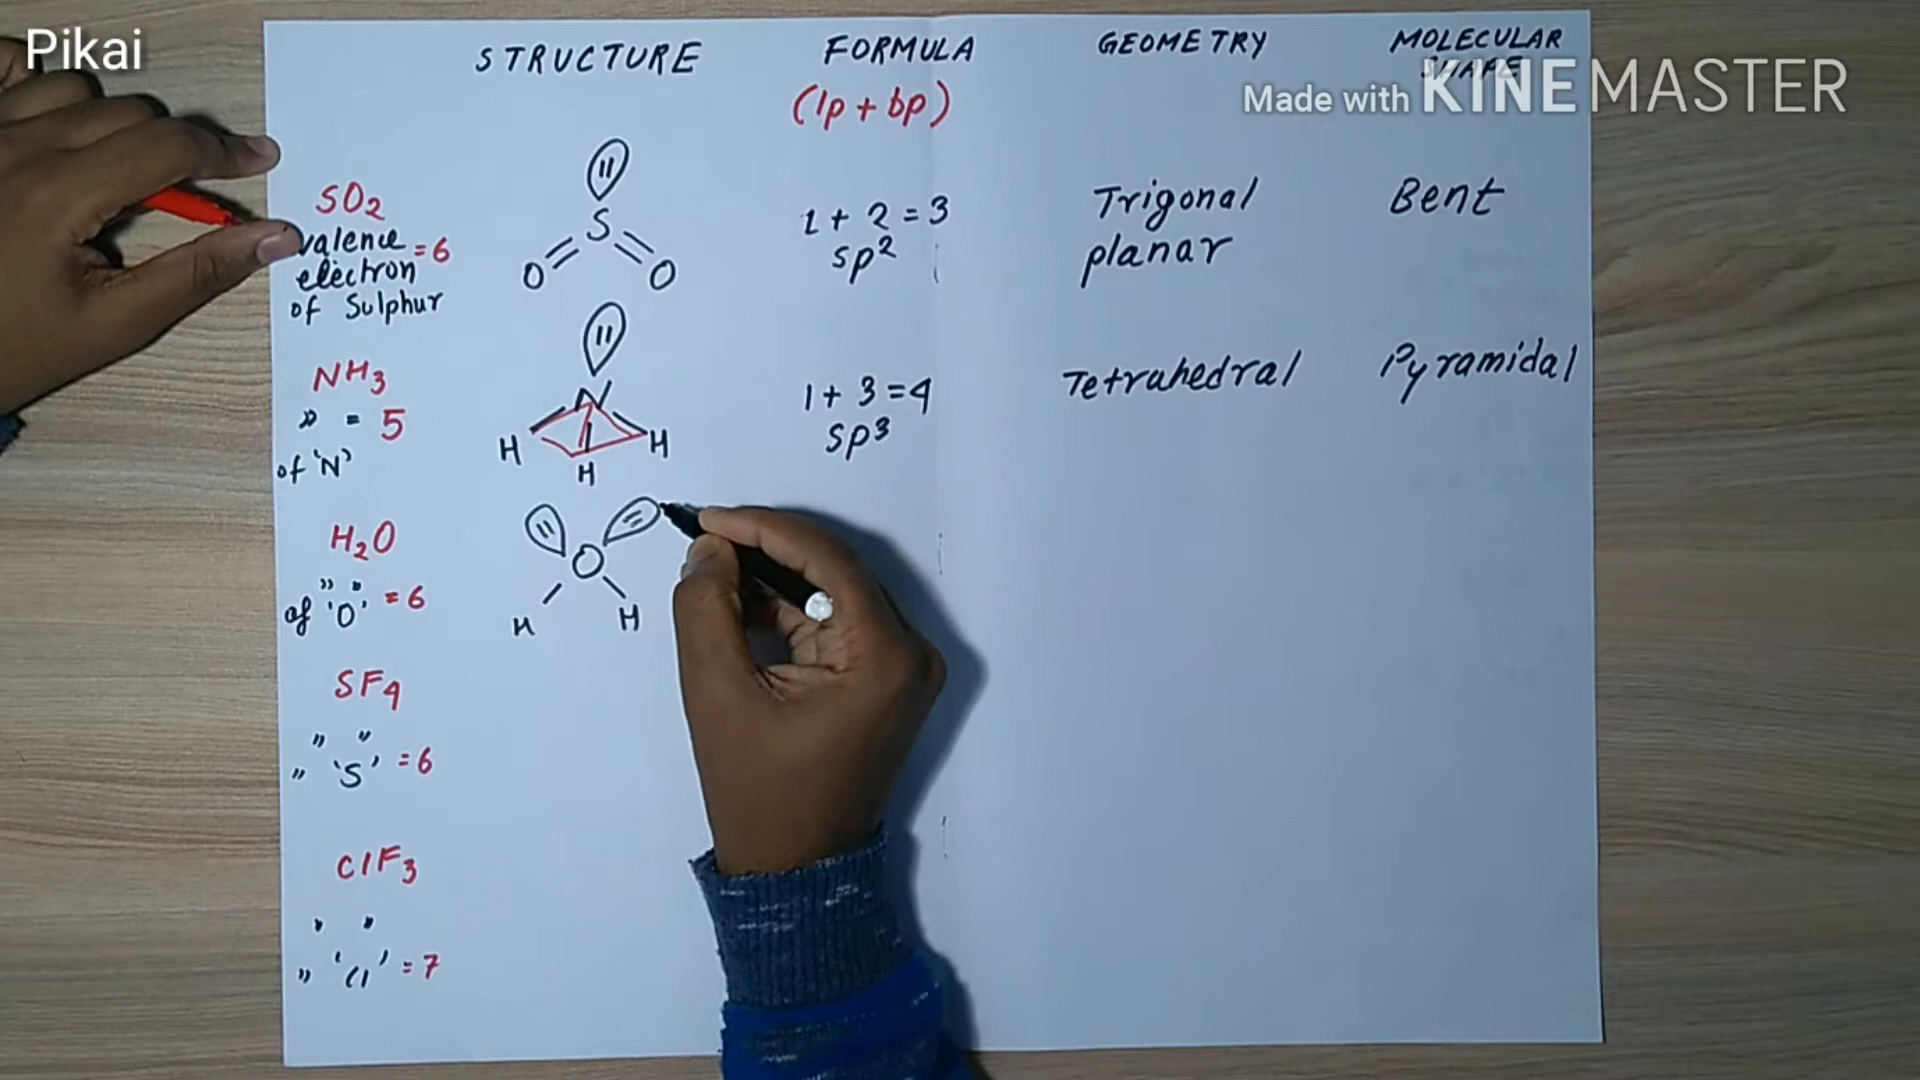 Pikai
STRUCTURE
FORMULA
(lp + bp)
GEOMETRY
MOLECULAR
SHAPE
Made with KINEMASTER
SO2
valence
electron = 6
of Sulphur
S
O O
1 + 2 = 3
sp2
Trigonal
planar
Bent
NH3
" = 5
of 'N'
N
H H
H
1 + 3 = 4
sp3
Tetrahedral
Pyramidal
H2O
" "
of 'O' = 6
O
H H
SF4
" "
" 'S' = 6
ClF3
" "
" 'Cl' = 7